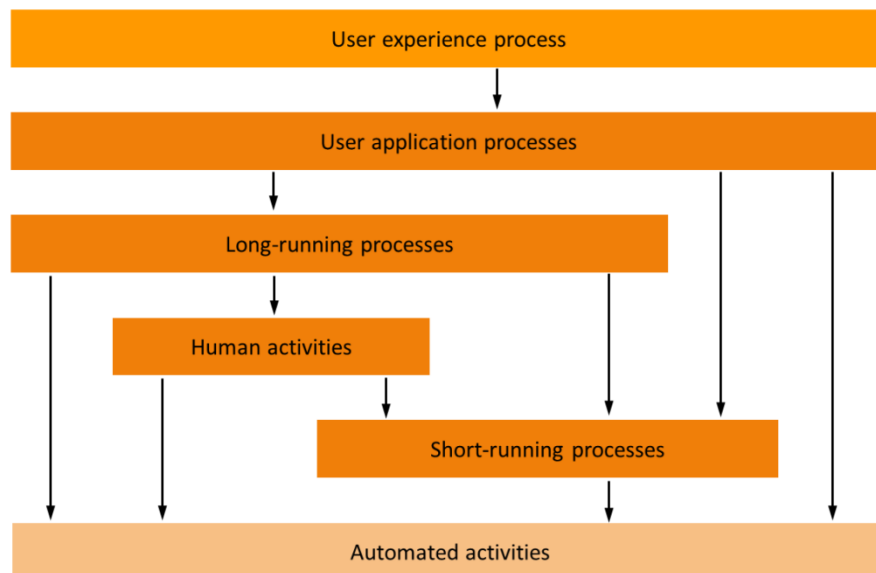 User experience process
User application processes
Long-running processes
Human activities
Short-running processes
Automated activities